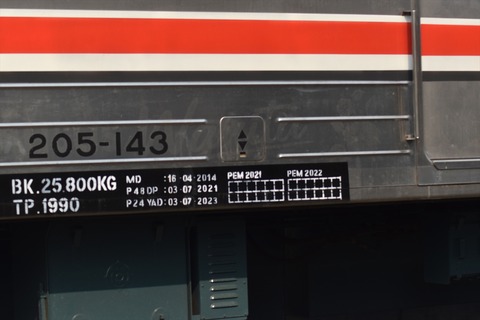 205-143
BK.25.800KG
TP.1990
MD :16-04-2014
P48DP :03-07-2021
P24YAD:03-07-2023
PEM 2021
PEM 2022